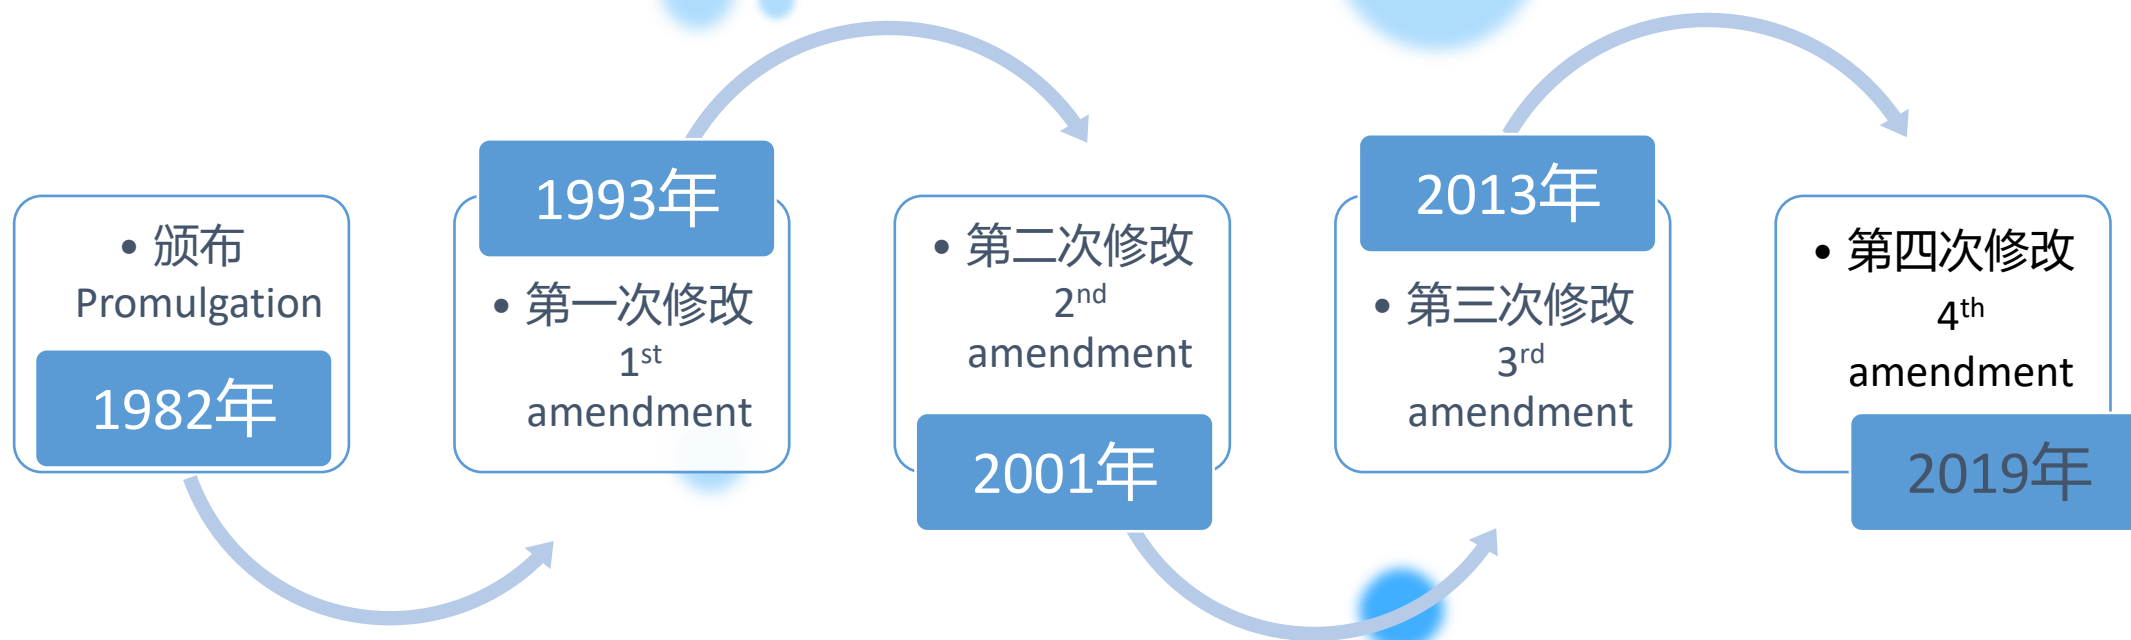 • 颁布
Promulgation
1982年
1993年
• 第一次修改
1st
amendment
• 第二次修改
2nd
amendment
2001年
2013年
• 第三次修改
3rd
amendment
• 第四次修改
4th
amendment
2019年